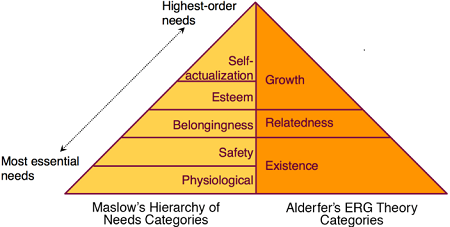 Highest-order
needs
Self-
actualization
Growth
Esteem
Belongingness
Relatedness
Most essential
needs
Safety
Existence
Physiological
Maslow's Hierarchy of
Needs Categories
Alderfer's ERG Theory
Categories